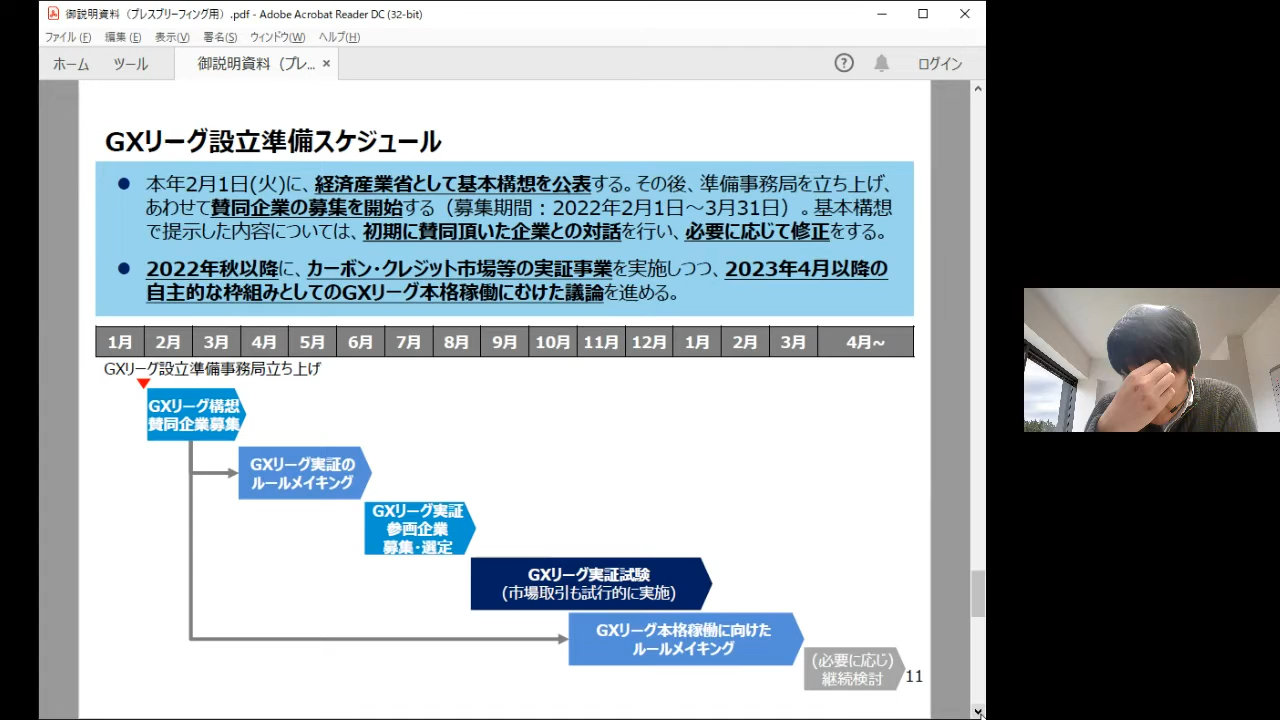 御説明資料（プレスブリーフィング用）.pdf - Adobe Acrobat Reader DC (32-bit)
ファイル(F) 編集(E) 表示(V) 署名(S) ウィンドウ(W) ヘルプ(H)
ホーム ツール 御説明資料（プレ... × ログイン
GXリーグ設立準備スケジュール
● 本年2月1日(火)に、経済産業省として基本構想を公表する。その後、準備事務局を立ち上げ、
あわせて賛同企業の募集を開始する（募集期間：2022年2月1日～3月31日）。基本構想
で提示した内容については、初期に賛同頂いた企業との対話を行い、必要に応じて修正をする。
● 2022年秋以降に、カーボン・クレジット市場等の実証事業を実施しつつ、2023年4月以降の
自主的な枠組みとしてのGXリーグ本格稼働にむけた議論を進める。
1月 2月 3月 4月 5月 6月 7月 8月 9月 10月 11月 12月 1月 2月 3月 4月~
GXリーグ設立準備事務局立ち上げ
GXリーグ構想
賛同企業募集
GXリーグ実証の
ルールメイキング
GXリーグ実証
参画企業
募集・選定
GXリーグ実証試験
(市場取引も試行的に実施)
GXリーグ本格稼働に向けた
ルールメイキング
(必要に応じ)
継続検討
11